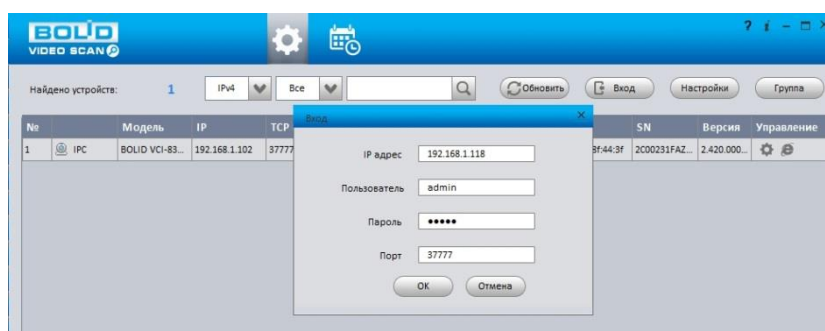 BOLID
VIDEO SCAN
? i
Найдено устройств: 1 IPv4 Все Обновить Вход Настройки Группа
№ Модель IP TCP SN Версия Управление
1 IPC BOLID VCI-83... 192.168.1.102 37777 3f:44:3f 2C00231FAZ... 2.420.000...
Вход
IP адрес 192.168.1.118
Пользователь admin
Пароль •••••
Порт 37777
ОК Отмена